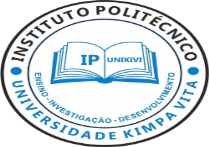 INSTITUTO POLITÉCNICO
IP UNIKIVI
ENSINO - INVESTIGAÇÃO - DESENVOLVIMENTO
UNIVERSIDADE KIMPA VITA